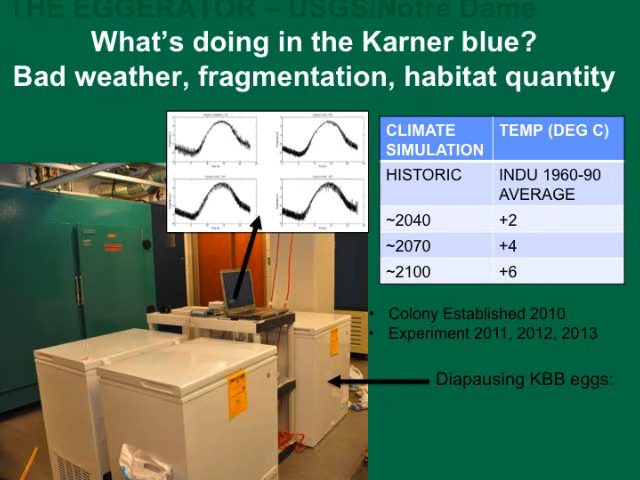 THE EGGERATOR – USGS/Notre Dame
What's doing in the Karner blue?
Bad weather, fragmentation, habitat quantity
CLIMATE SIMULATION TEMP (DEG C)
HISTORIC INDU 1960-90 AVERAGE
~2040 +2
~2070 +4
~2100 +6
• Colony Established 2010
• Experiment 2011, 2012, 2013
Diapausing KBB eggs: